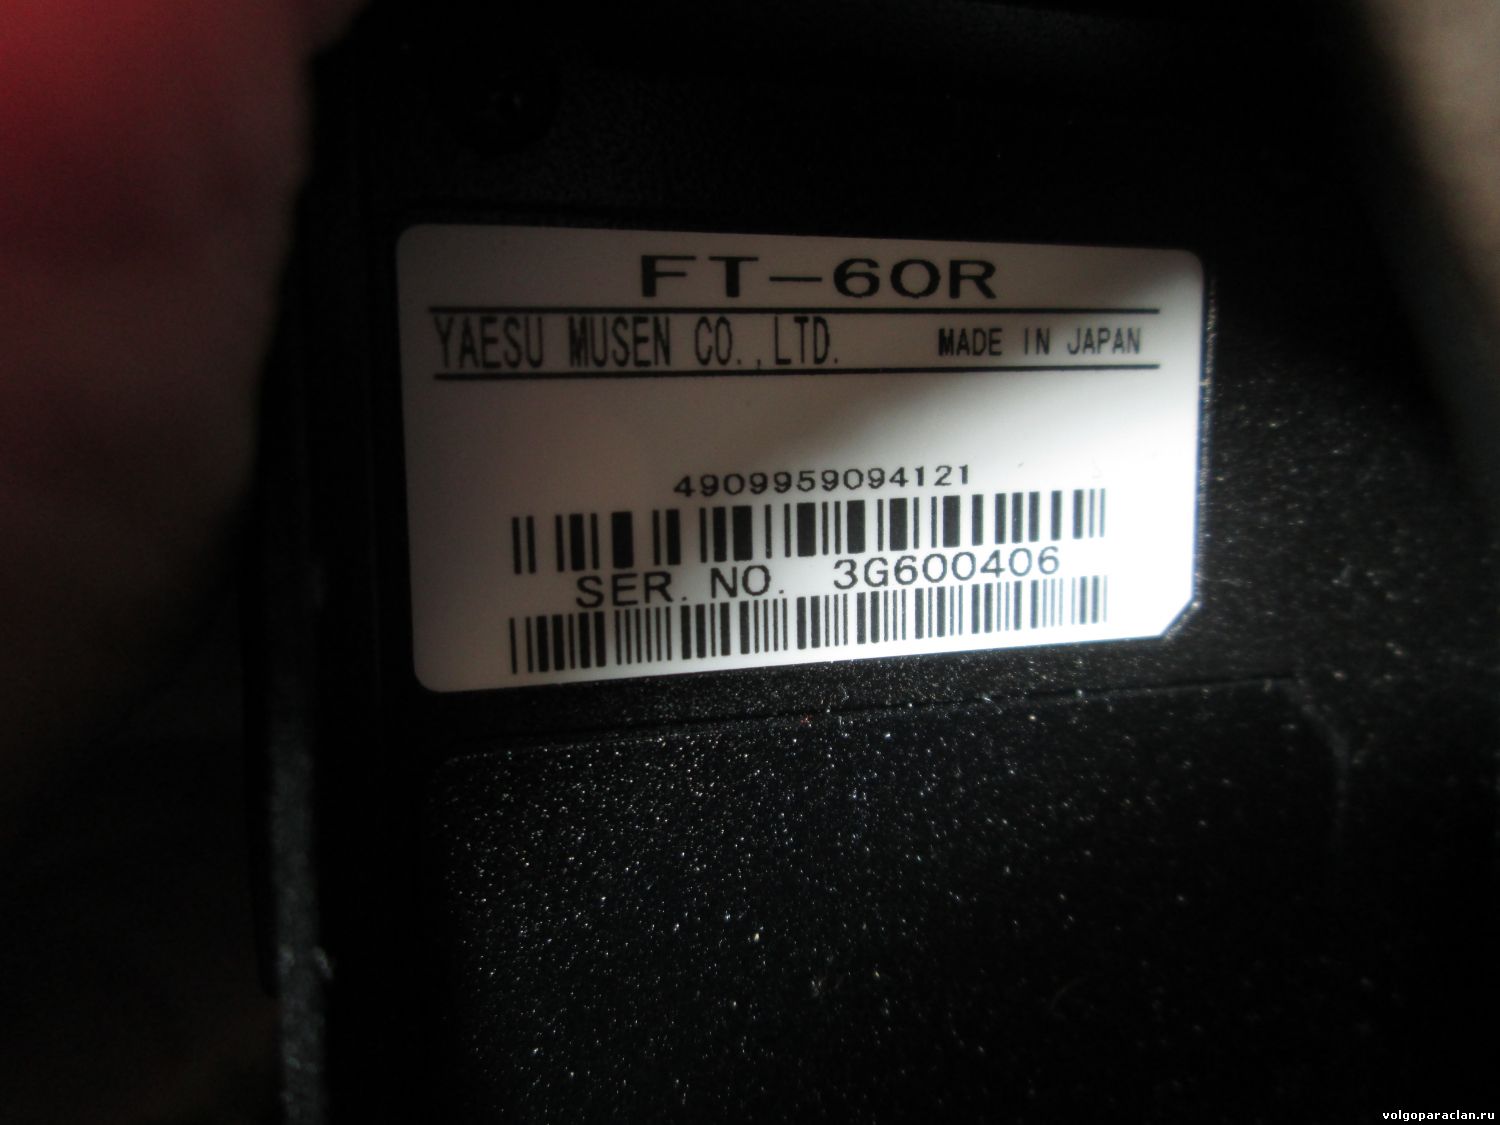 FT-60R
YAESU MUSEN CO.,LTD. MADE IN JAPAN
4909959094121
SER. NO. 3G600406
volgoparaclan.ru